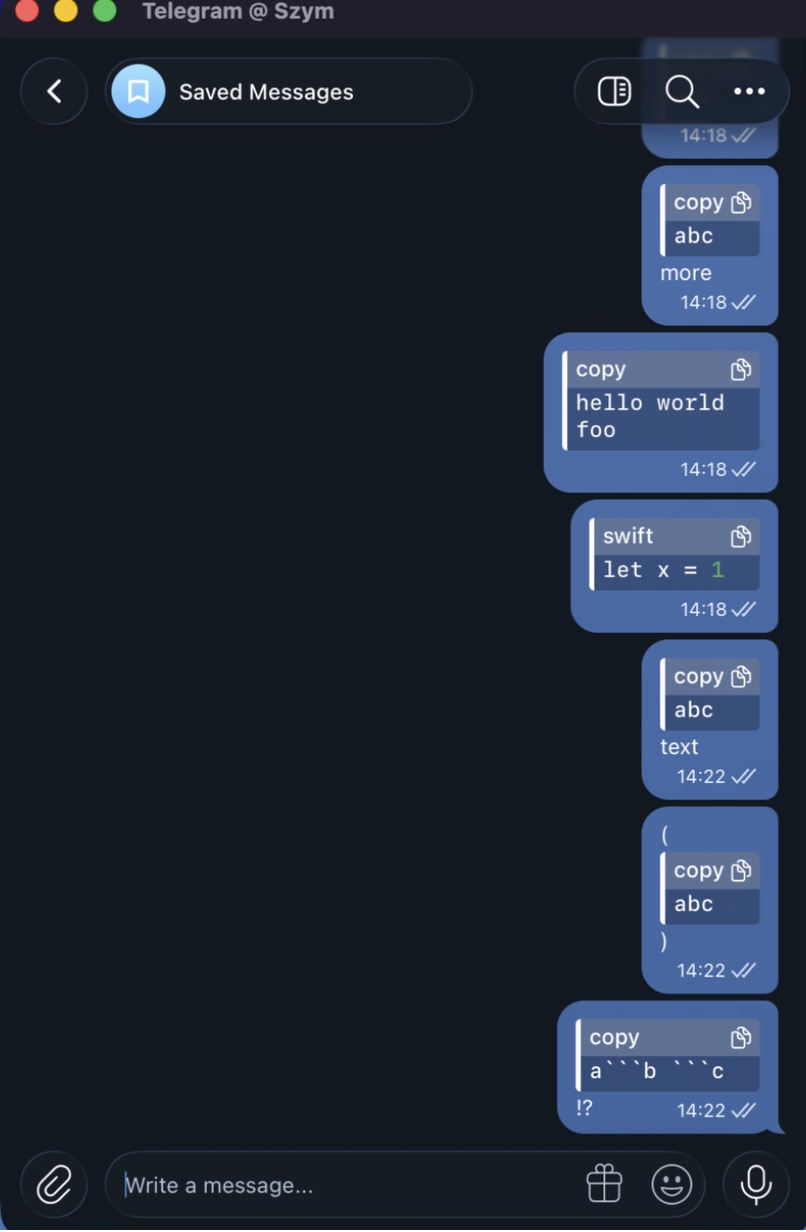 Telegram @ Szym
Saved Messages
14:18
copy
abc
more
14:18
copy
hello world
foo
14:18
swift
let x = 1
14:18
copy
abc
text
14:22
(
copy
abc
)
14:22
copy
a```b ```c
!?
14:22
Write a message...